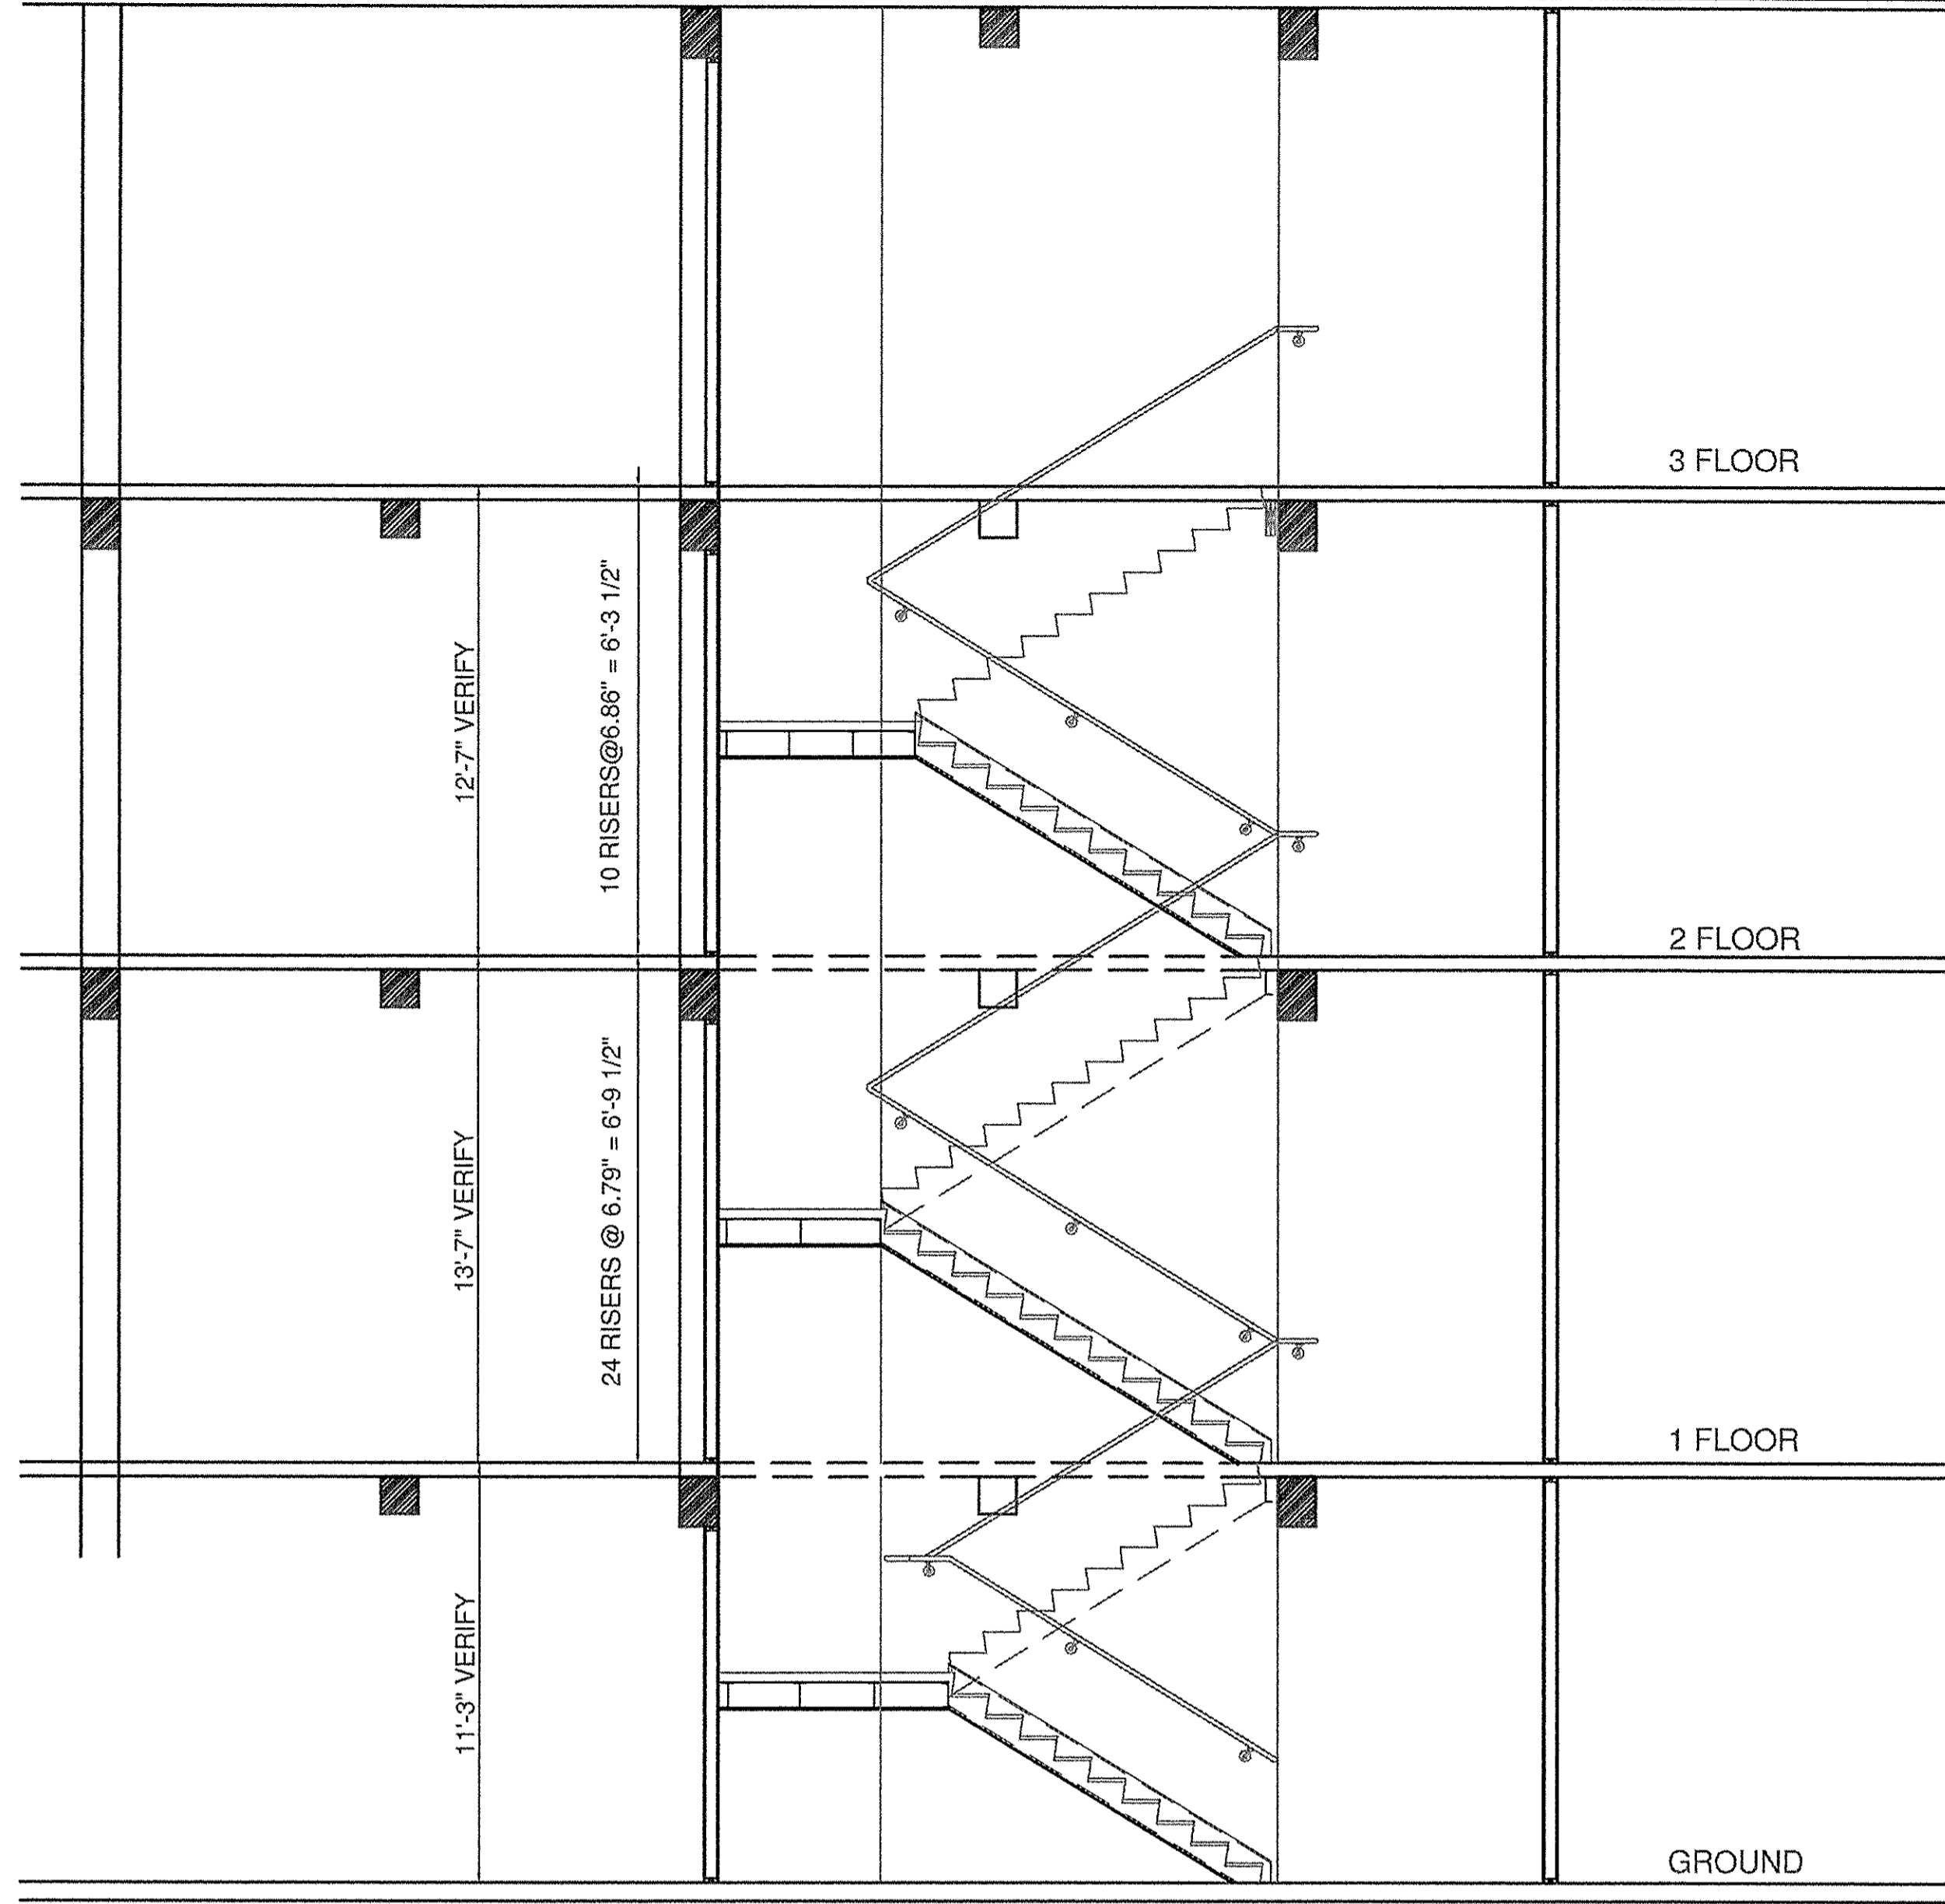 3 FLOOR
12'-7" VERIFY
10 RISERS@6.86" = 6'-3 1/2"
2 FLOOR
13'-7" VERIFY
24 RISERS @ 6.79" = 6'-9 1/2"
1 FLOOR
11'-3" VERIFY
GROUND